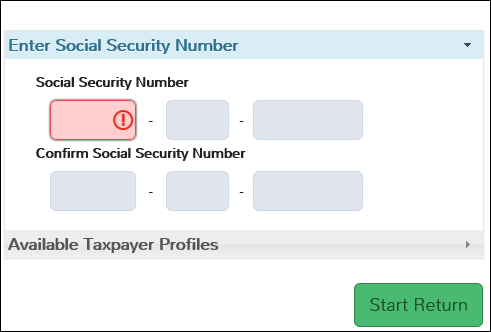 Enter Social Security Number
Social Security Number
- -
Confirm Social Security Number
- -
Available Taxpayer Profiles
Start Return